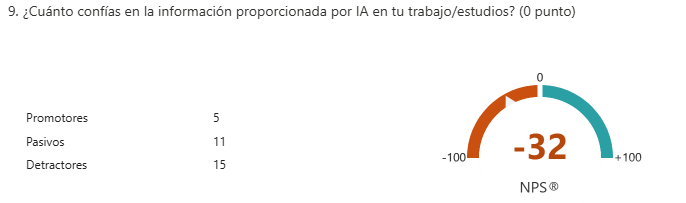 9. ¿Cuánto confías en la información proporcionada por IA en tu trabajo/estudios? (0 punto)
0
Promotores 5
Pasivos 11
Detractores 15
-32
-100 +100
NPS®